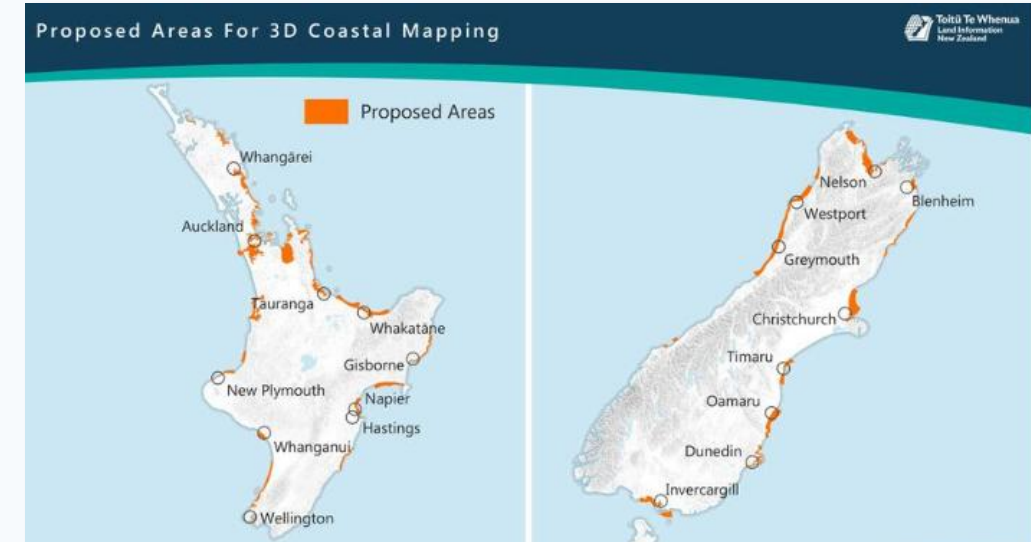 Proposed Areas For 3D Coastal Mapping
Toitū Te Whenua
Land Information
New Zealand
Proposed Areas
Whangārei
Auckland
Tauranga
Whakatāne
Gisborne
New Plymouth
Napier
Hastings
Whanganui
Wellington
Nelson
Blenheim
Westport
Greymouth
Christchurch
Timaru
Oamaru
Dunedin
Invercargill